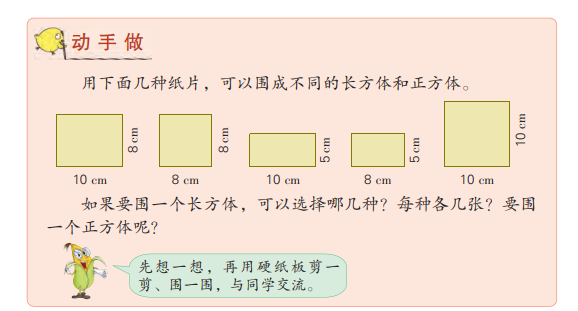 动手做
用下面几种纸片，可以围成不同的长方体和正方体。
8 cm
8 cm
5 cm
5 cm
10 cm
10 cm
8 cm
10 cm
8 cm
10 cm
如果要围一个长方体，可以选择哪几种？每种各几张？要围
一个正方体呢？
先想一想，再用硬纸板剪一
剪、围一围，与同学交流。